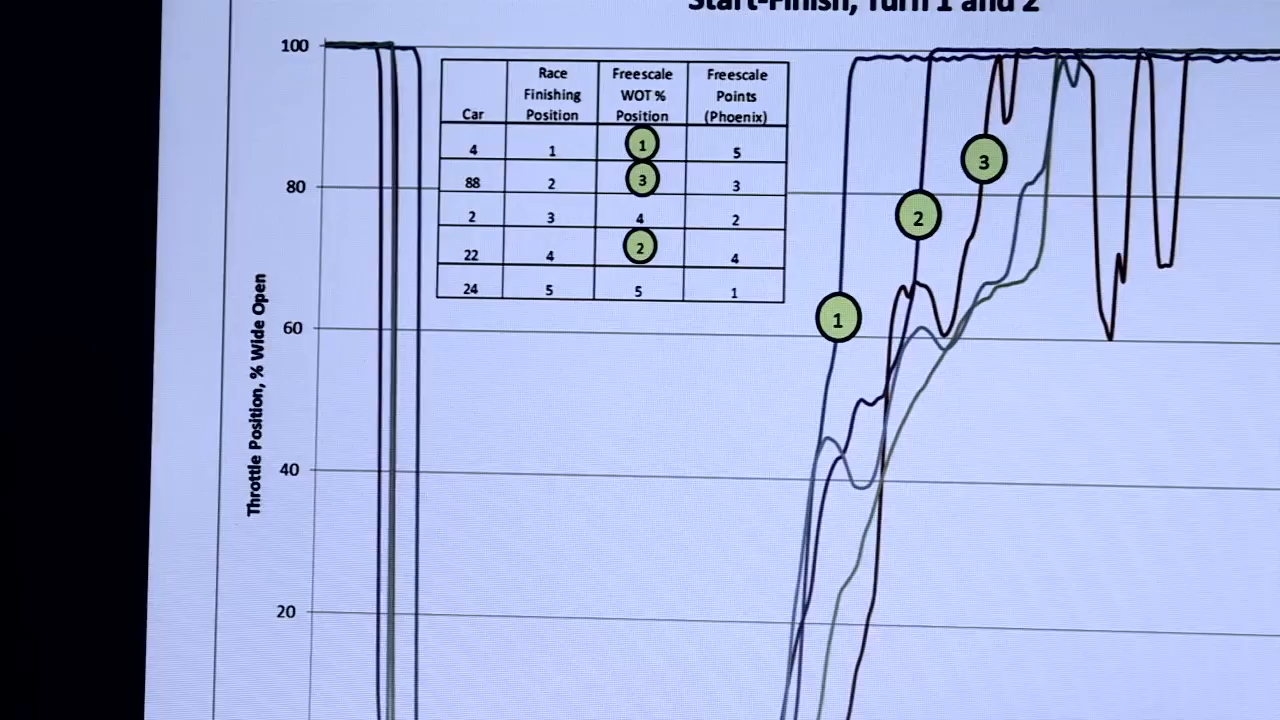 Start-Finish, Turn 1 and 2
100
80
60
40
20
Throttle Position, % Wide Open
Car Race Finishing Position Freescale WOT % Position Freescale Points (Phoenix)
4 1 1 5
88 2 3 3
2 3 4 2
22 4 2 4
24 5 5 1
1
2
3